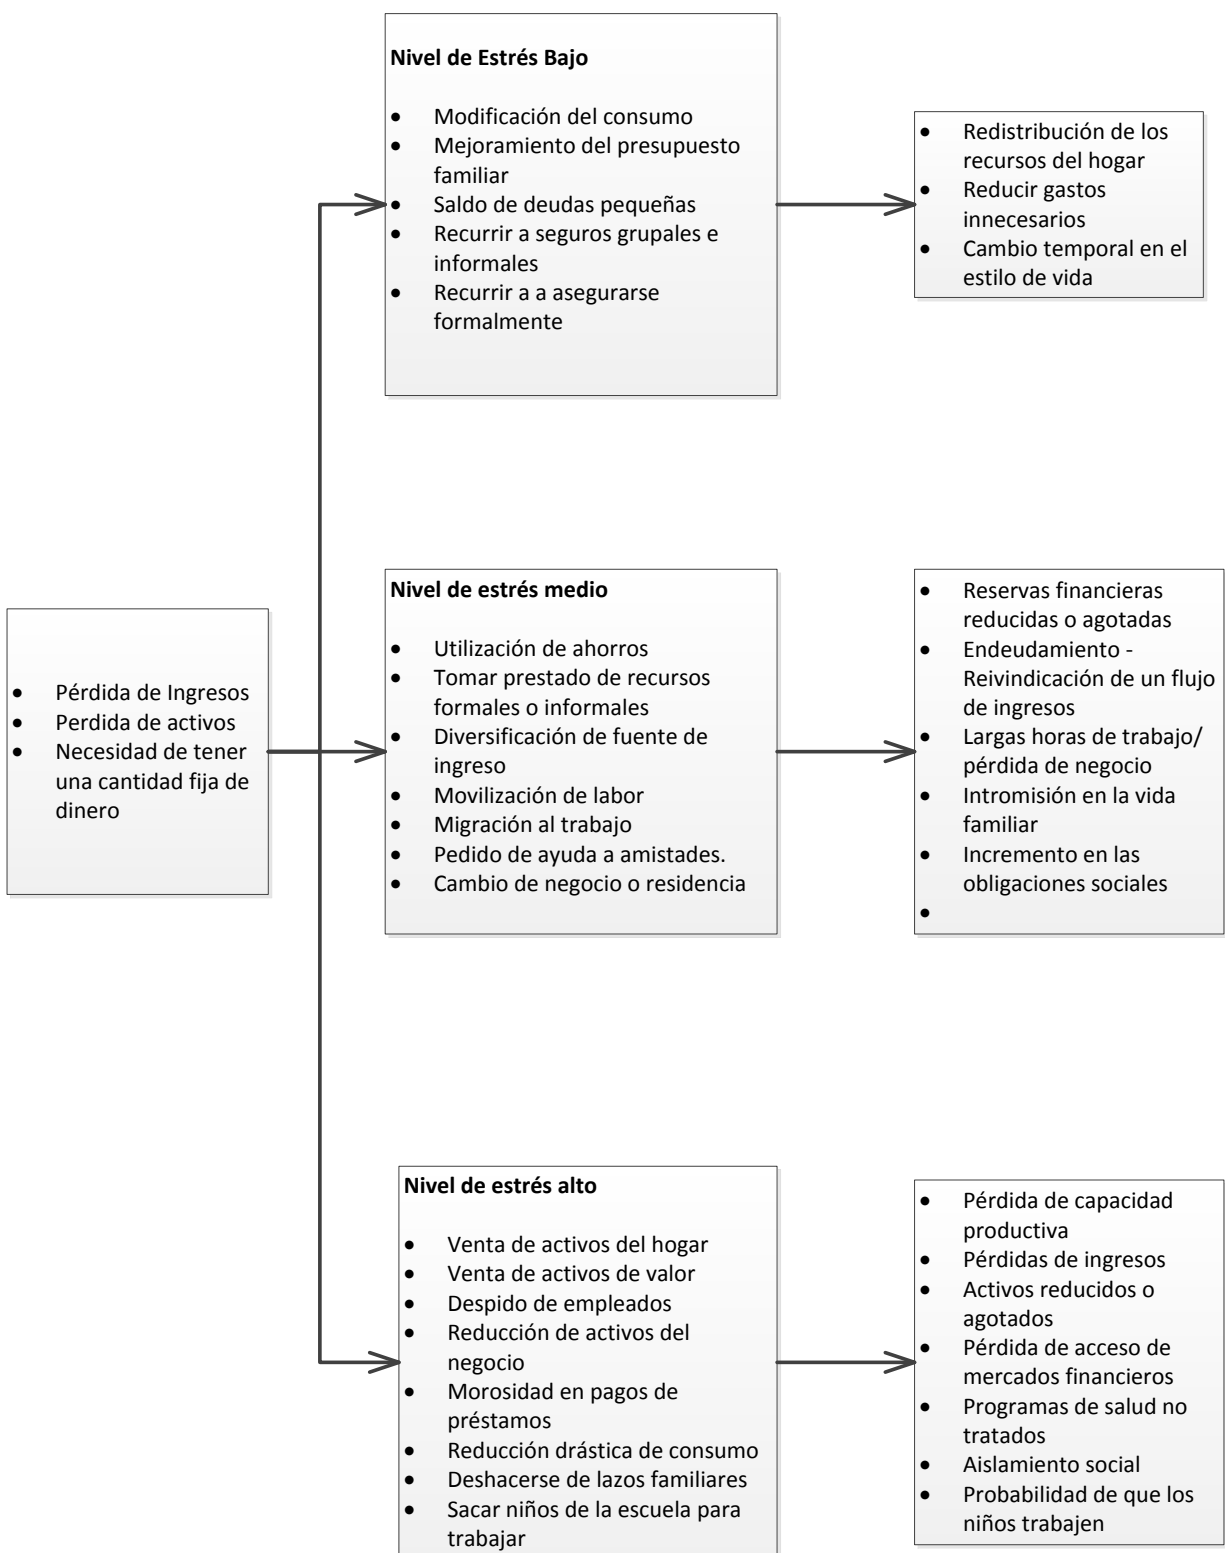 Nivel de Estrés Bajo
• Modificación del consumo
• Mejoramiento del presupuesto
familiar
• Saldo de deudas pequeñas
• Recurrir a seguros grupales e
informales
• Recurrir a a asegurarse
formalmente
• Redistribución de los
recursos del hogar
• Reducir gastos
innecesarios
• Cambio temporal en el
estilo de vida
• Pérdida de Ingresos
• Perdida de activos
• Necesidad de tener
una cantidad fija de
dinero
Nivel de estrés medio
• Utilización de ahorros
• Tomar prestado de recursos
formales o informales
• Diversificación de fuente de
ingreso
• Movilización de labor
• Migración al trabajo
• Pedido de ayuda a amistades.
• Cambio de negocio o residencia
• Reservas financieras
reducidas o agotadas
• Endeudamiento -
Reivindicación de un flujo
de ingresos
• Largas horas de trabajo/
pérdida de negocio
• Intromisión en la vida
familiar
• Incremento en las
obligaciones sociales
•
Nivel de estrés alto
• Venta de activos del hogar
• Venta de activos de valor
• Despido de empleados
• Reducción de activos del
negocio
• Morosidad en pagos de
préstamos
• Reducción drástica de consumo
• Deshacerse de lazos familiares
• Sacar niños de la escuela para
trabajar
• Pérdida de capacidad
productiva
• Pérdidas de ingresos
• Activos reducidos o
agotados
• Pérdida de acceso de
mercados financieros
• Programas de salud no
tratados
• Aislamiento social
• Probabilidad de que los
niños trabajen